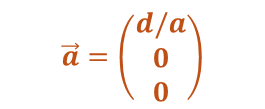 d/a
a⃗ = ( 0 )
0